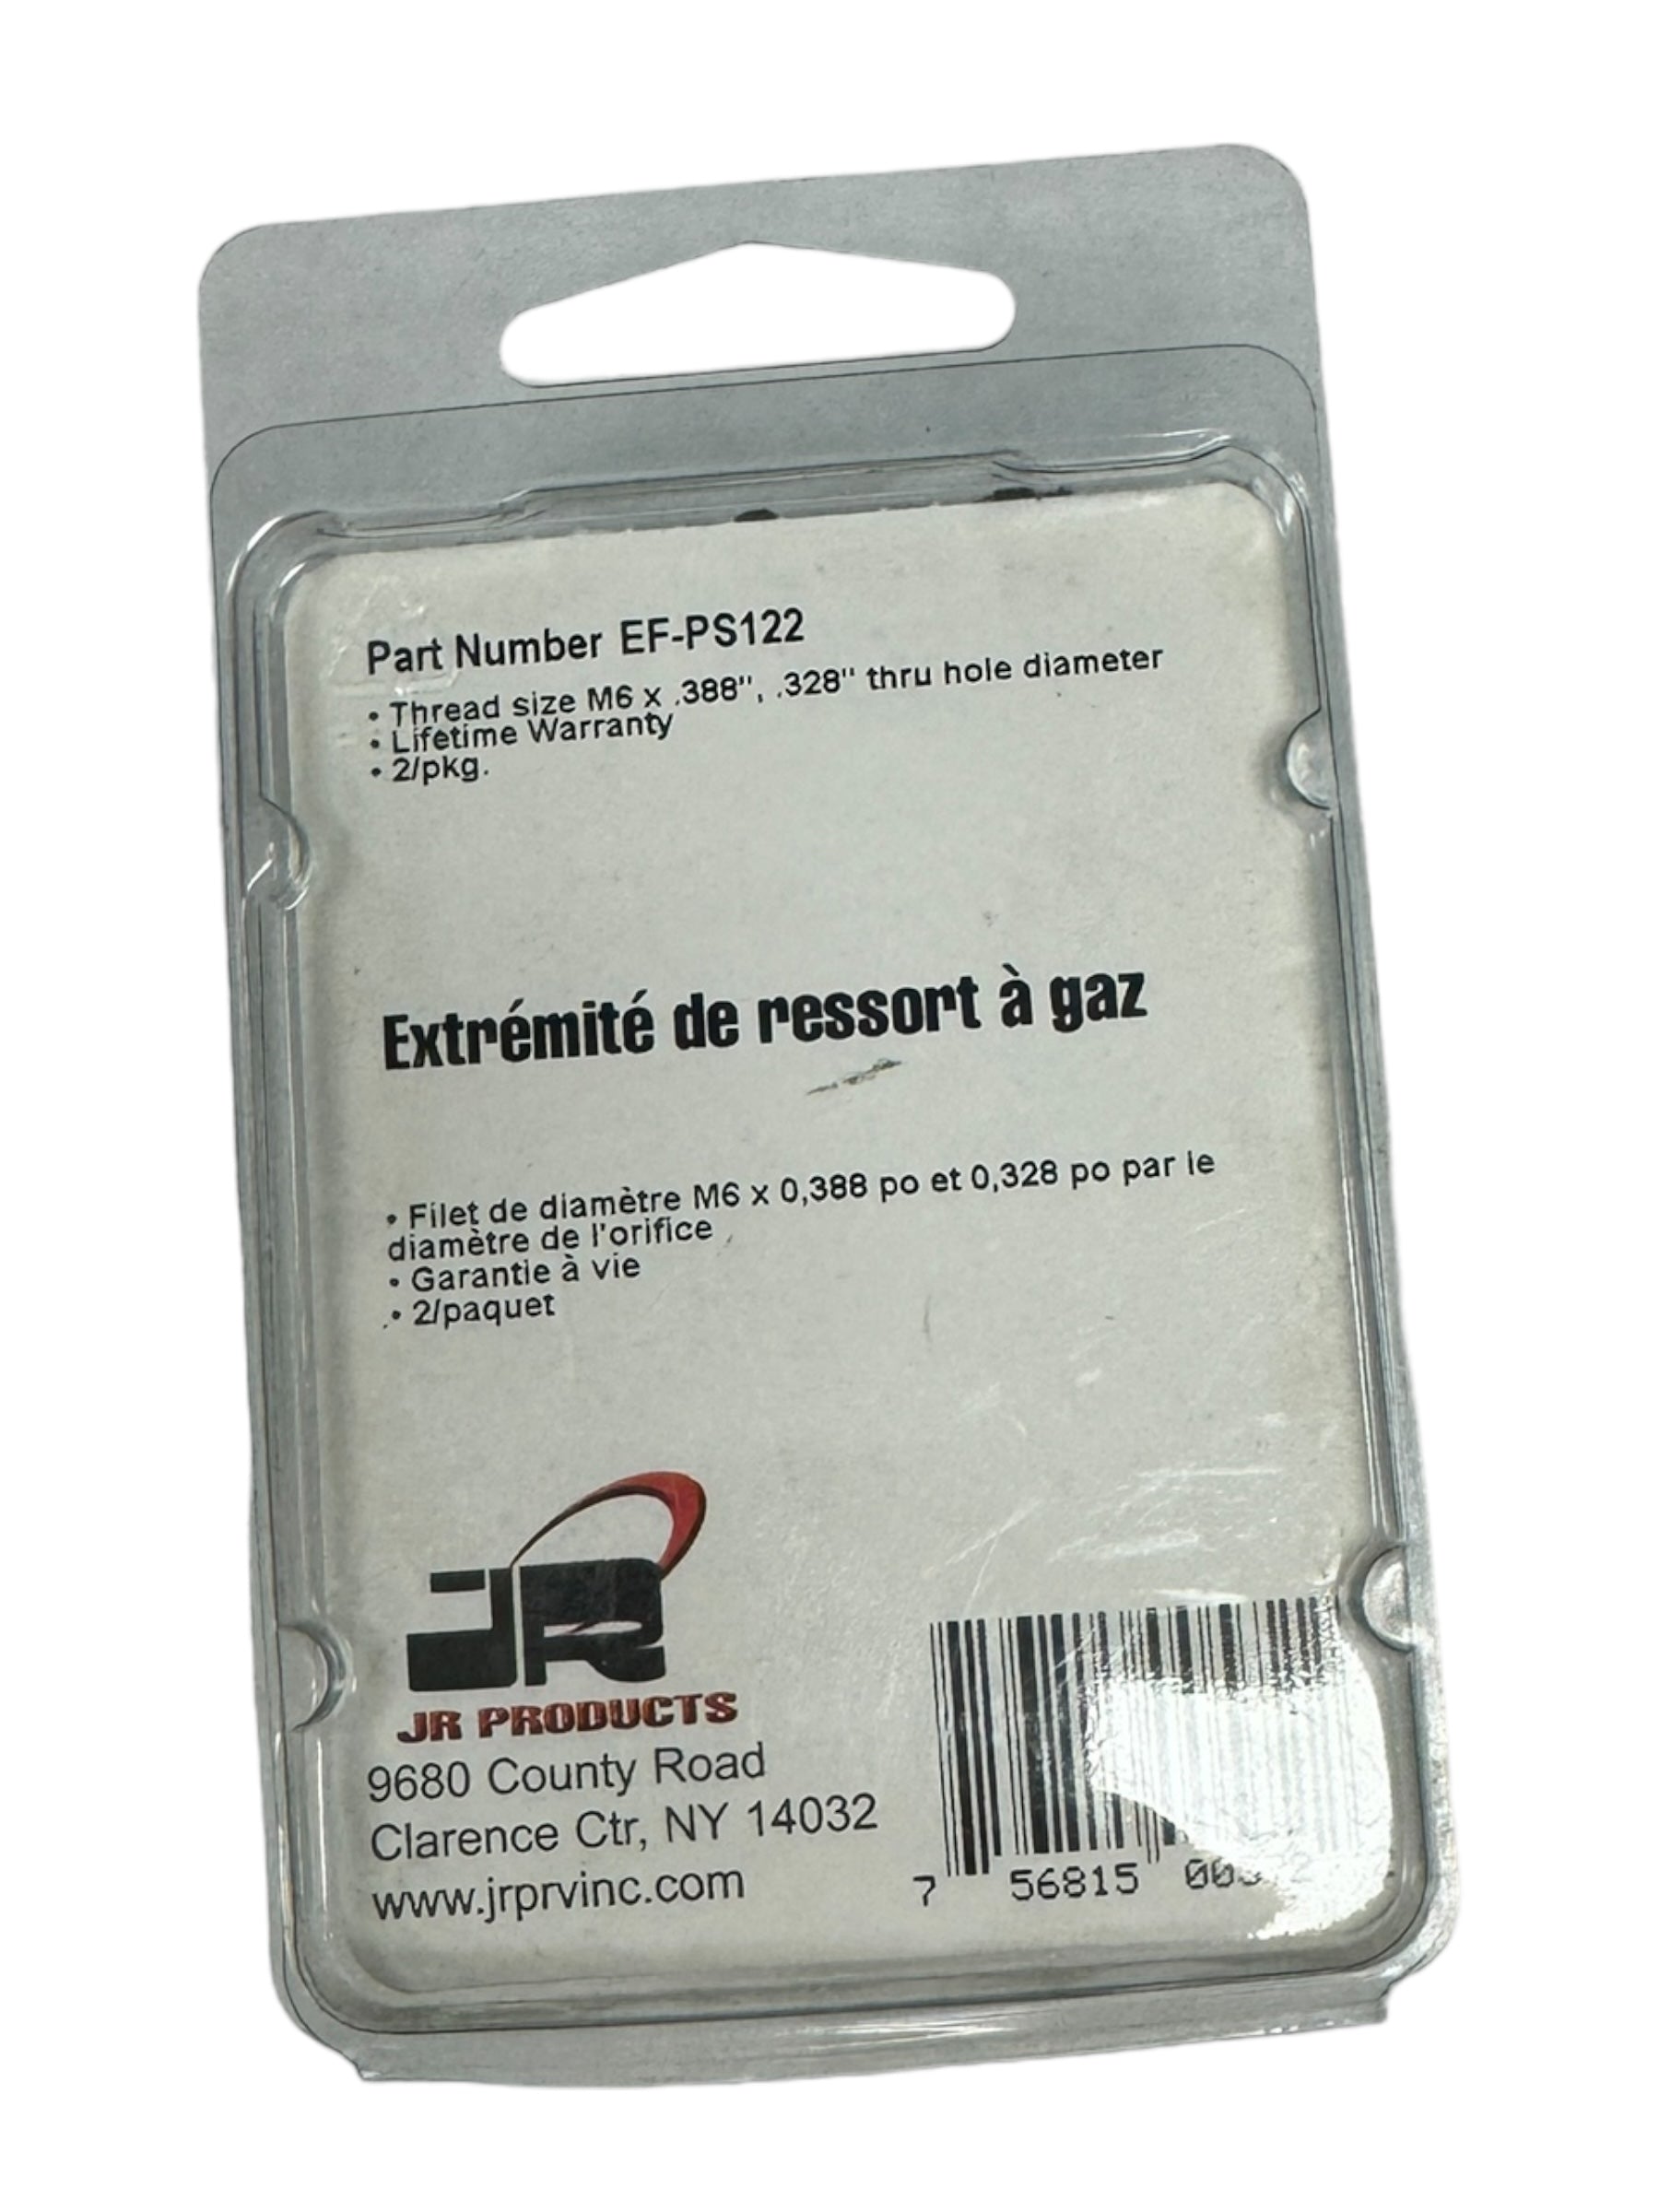 Part Number EF-PS122
• Thread size M6 x .388", .328" thru hole diameter
• Lifetime Warranty
• 2/pkg.
Extrémité de ressort à gaz
• Filet de diamètre M6 x 0,388 po et 0,328 po par le
diamètre de l'orifice
• Garantie à vie
• 2/paquet
JR
JR PRODUCTS
9680 County Road
Clarence Ctr, NY 14032
www.jrprvinc.com
7 56815